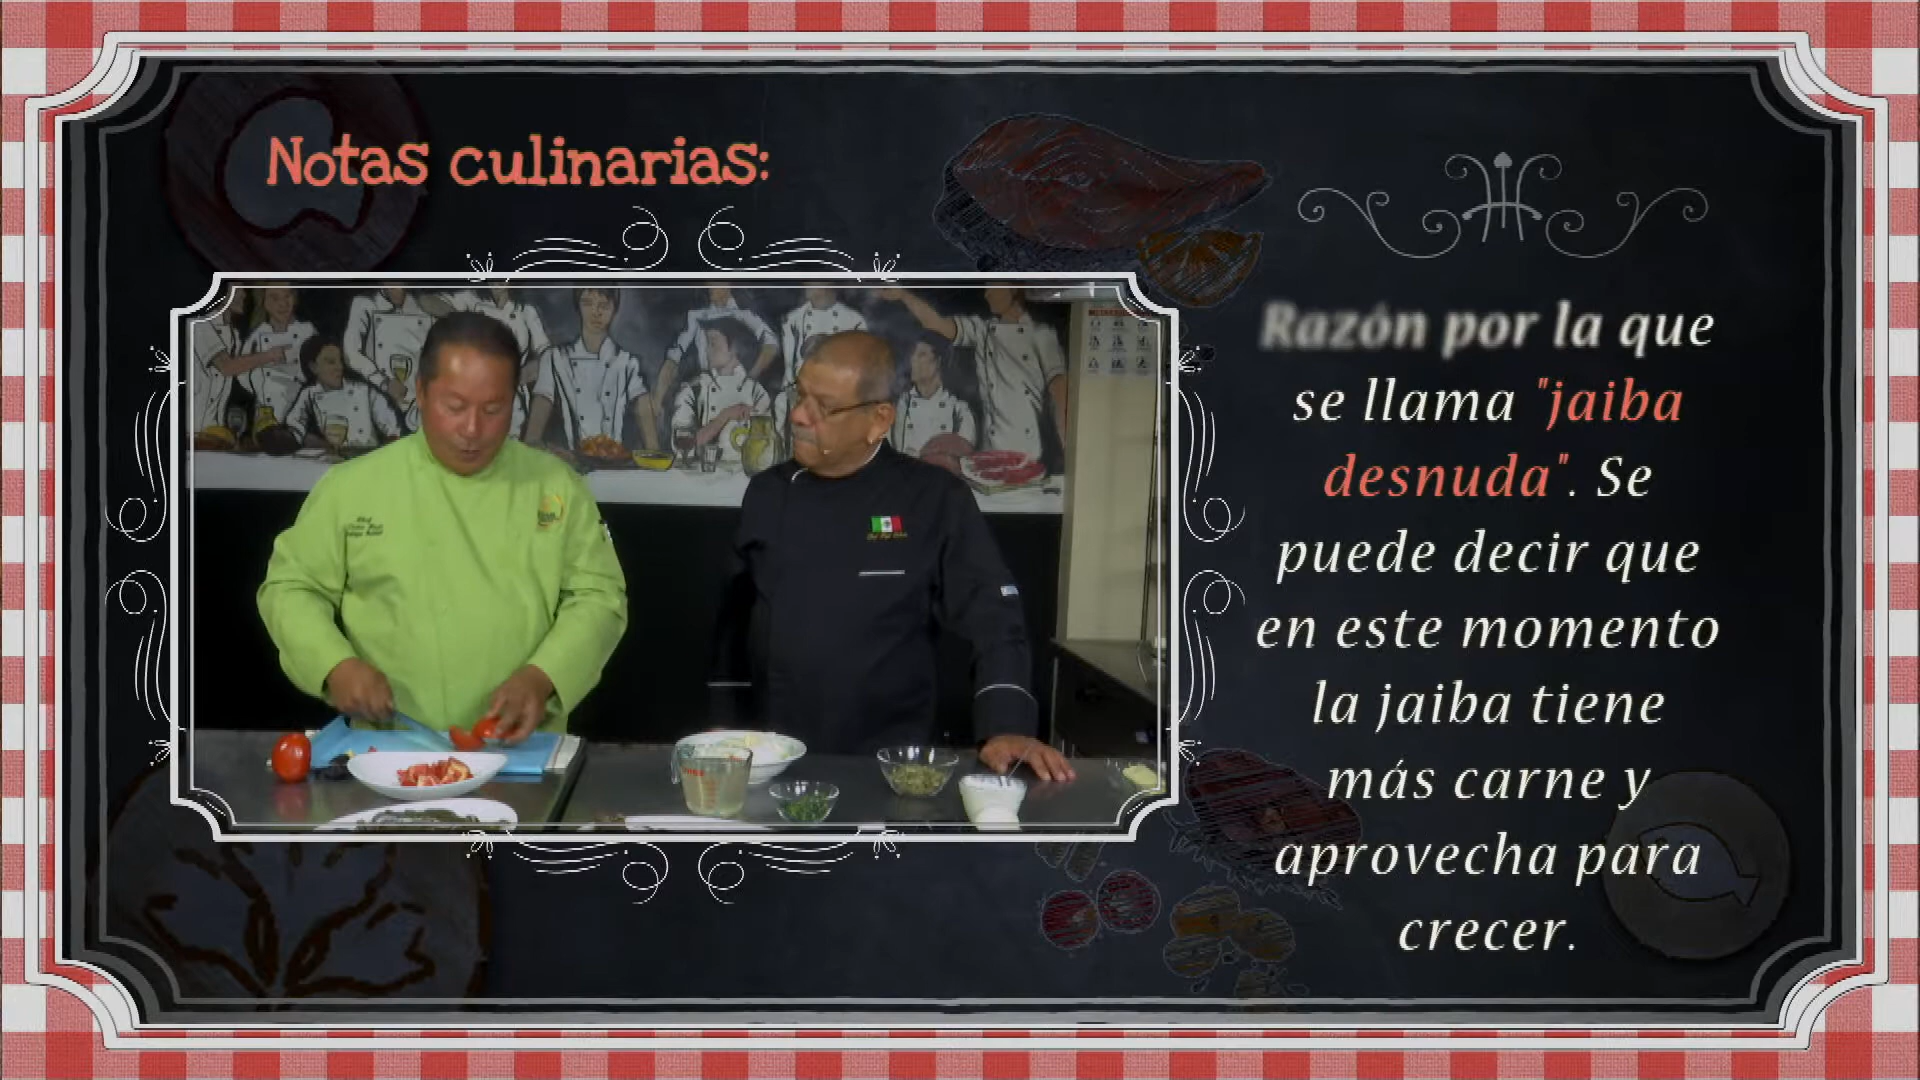 Notas culinarias:
Razón por la que
se llama "jaiba
desnuda". Se
puede decir que
en este momento
la jaiba tiene
más carne y
aprovecha para
crecer.